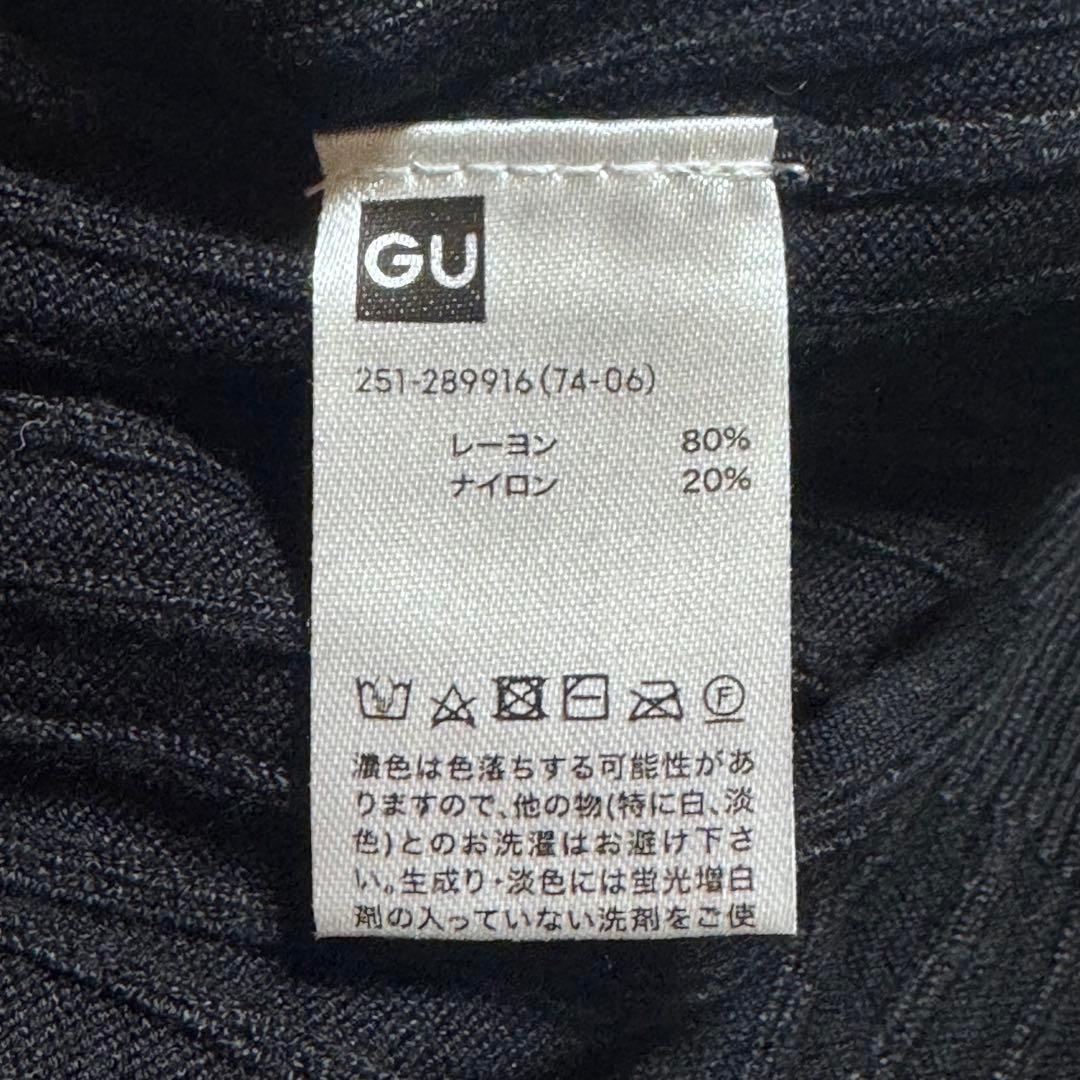 GU
251-289916(74-06)
レーヨン 80%
ナイロン 20%
F
濃色は色落ちする可能性があ
りますので、他の物(特に白、淡
色)とのお洗濯はお避け下さ
い。生成り・淡色には蛍光増白
剤の入っていない洗剤をご使